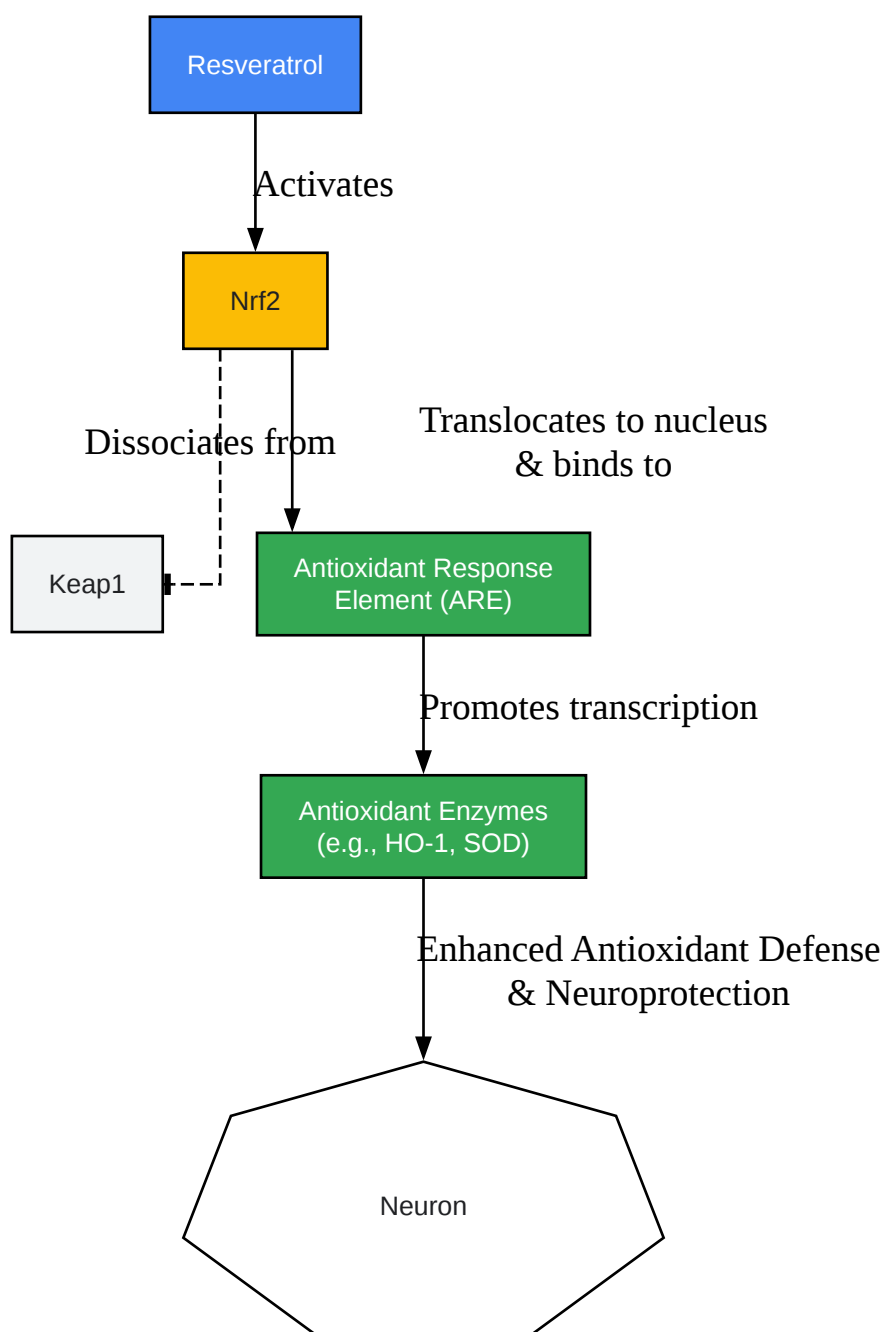 Resveratrol
Activates
Nrf2
Dissociates from
Translocates to nucleus
& binds to
Keap1
Antioxidant Response
Element (ARE)
Promotes transcription
Antioxidant Enzymes
(e.g., HO-1, SOD)
Enhanced Antioxidant Defense
& Neuroprotection
Neuron